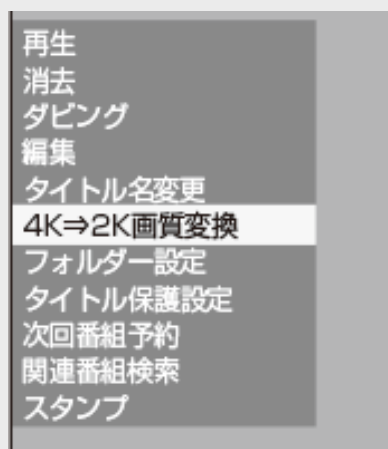 再生
消去
ダビング
編集
タイトル名変更
4K⇒2K画質変換
フォルダー設定
タイトル保護設定
次回番組予約
関連番組検索
スタンプ